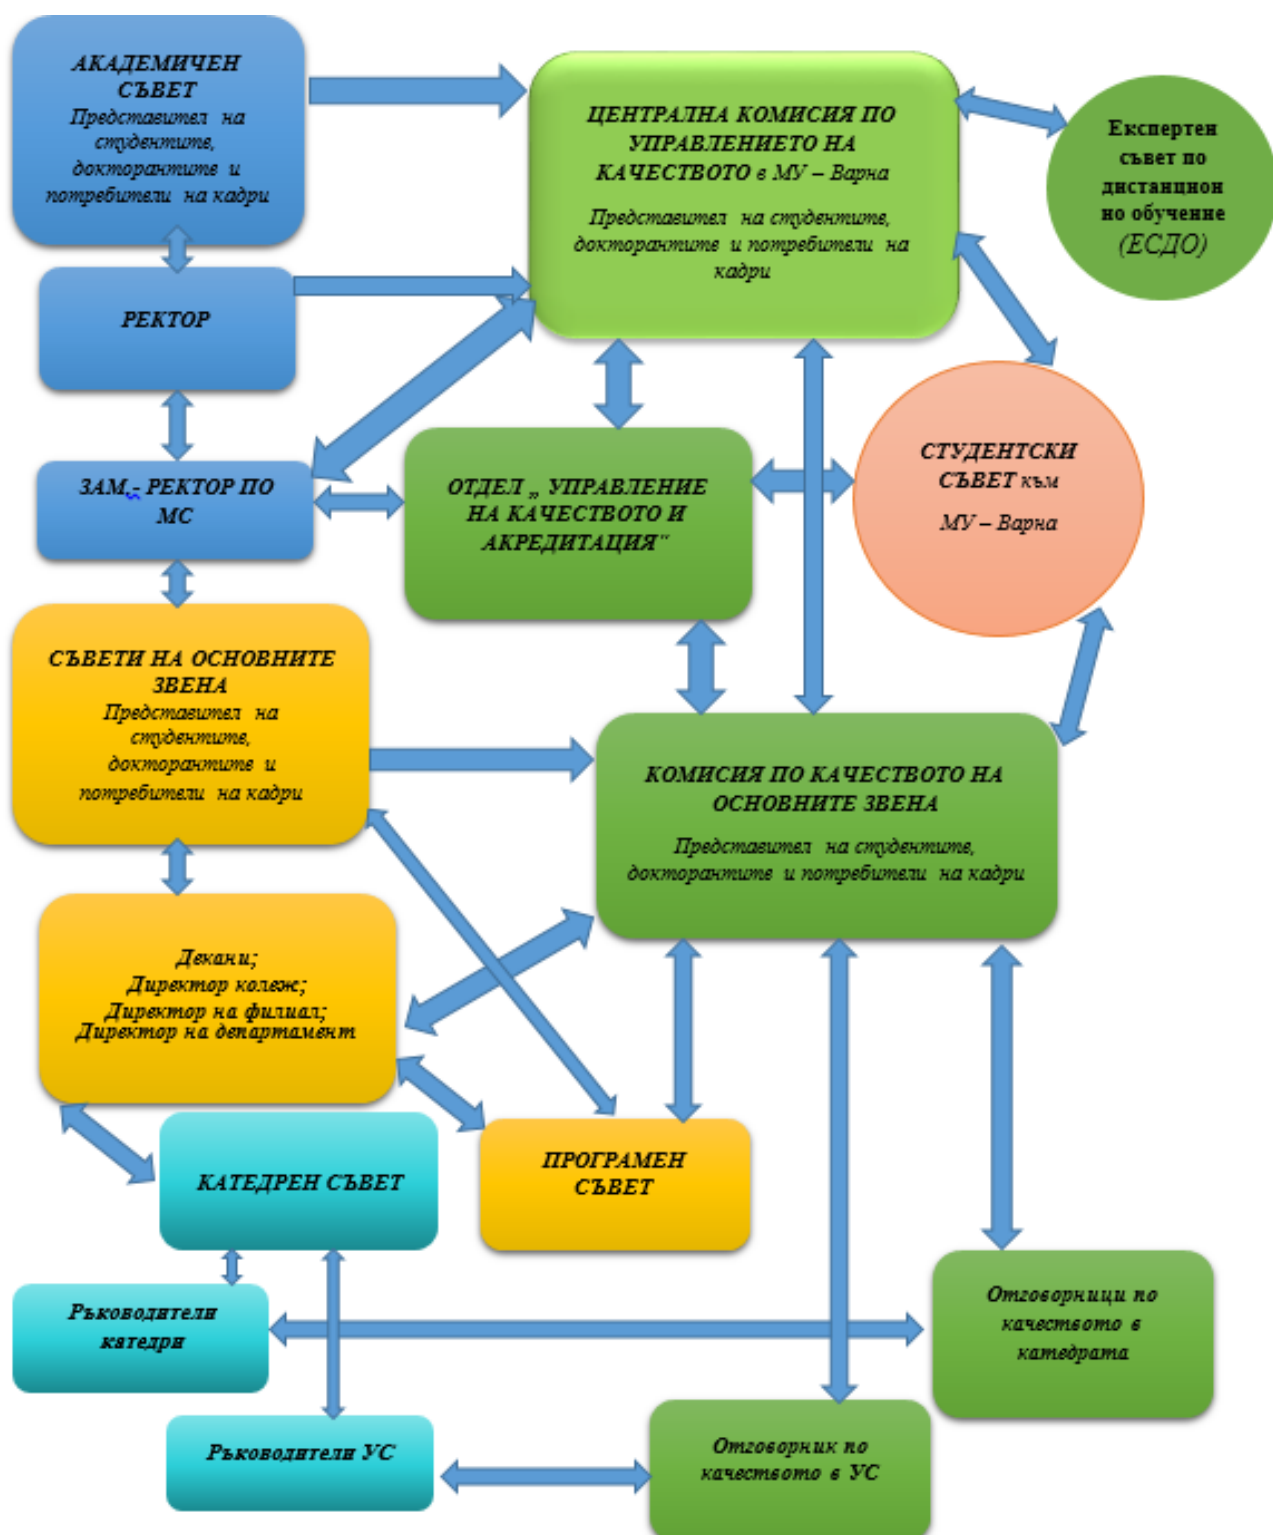 АКАДЕМИЧЕН
СЪВЕТ
Представител на
студентите,
докторантите и
потребители на кадри
ЦЕНТРАЛНА КОМИСИЯ ПО
УПРАВЛЕНИЕТО НА
КАЧЕСТВОТО в МУ – Варна
Представител на студентите,
докторантите и потребители на
кадри
Експертен
съвет по
дистанцион
но обучение
(ЕСДО)
РЕКТОР
ЗАМ,- РЕКТОР ПО
МС
ОТДЕЛ „ УПРАВЛЕНИЕ
НА КАЧЕСТВОТО И
АКРЕДИТАЦИЯ"
СТУДЕНТСКИ
СЪВЕТ към
МУ – Варна
СЪВЕТИ НА ОСНОВНИТЕ
ЗВЕНА
Представител на
студентите,
докторантите и
потребители на кадри
КОМИСИЯ ПО КАЧЕСТВОТО НА
ОСНОВНИТЕ ЗВЕНА
Представител на студентите,
докторантите и потребители на кадри
Декани;
Директор колеж;
Директор на филиал;
Директор на департамент
КАТЕДРЕН СЪВЕТ
ПРОГРАМЕН
СЪВЕТ
Ръководители
катедри
Отговорници по
качеството в
катедрата
Ръководители УС
Отговорник по
качеството в УС